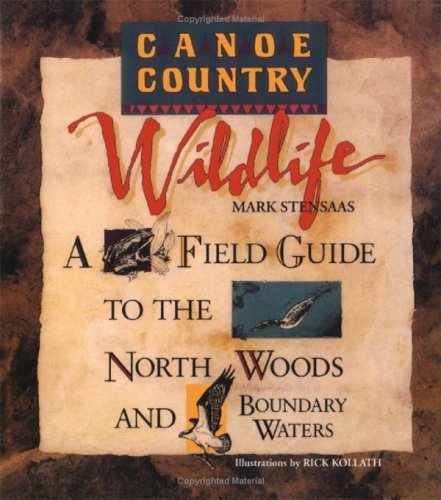 Copyrighted Material
CANOE
COUNTRY
Wildlife
MARK STENSAAS
A FIELD GUIDE
TO THE
NORTH WOODS
AND BOUNDARY
WATERS
Illustrations by RICK KOLLATH
Copyrighted Material